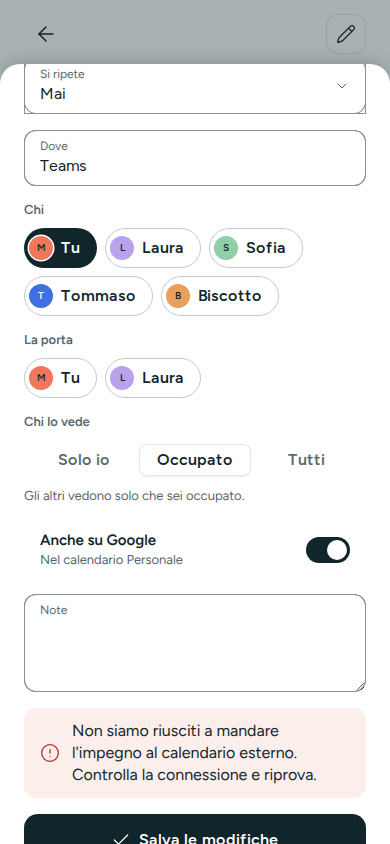 Si ripete
Mai
Dove
Teams
Chi
M Tu L Laura S Sofia
T Tommaso B Biscotto
La porta
M Tu L Laura
Chi lo vede
Solo io Occupato Tutti
Gli altri vedono solo che sei occupato.
Anche su Google
Nel calendario Personale
Note
Non siamo riusciti a mandare
l'impegno al calendario esterno.
Controlla la connessione e riprova.
Salva le modifiche